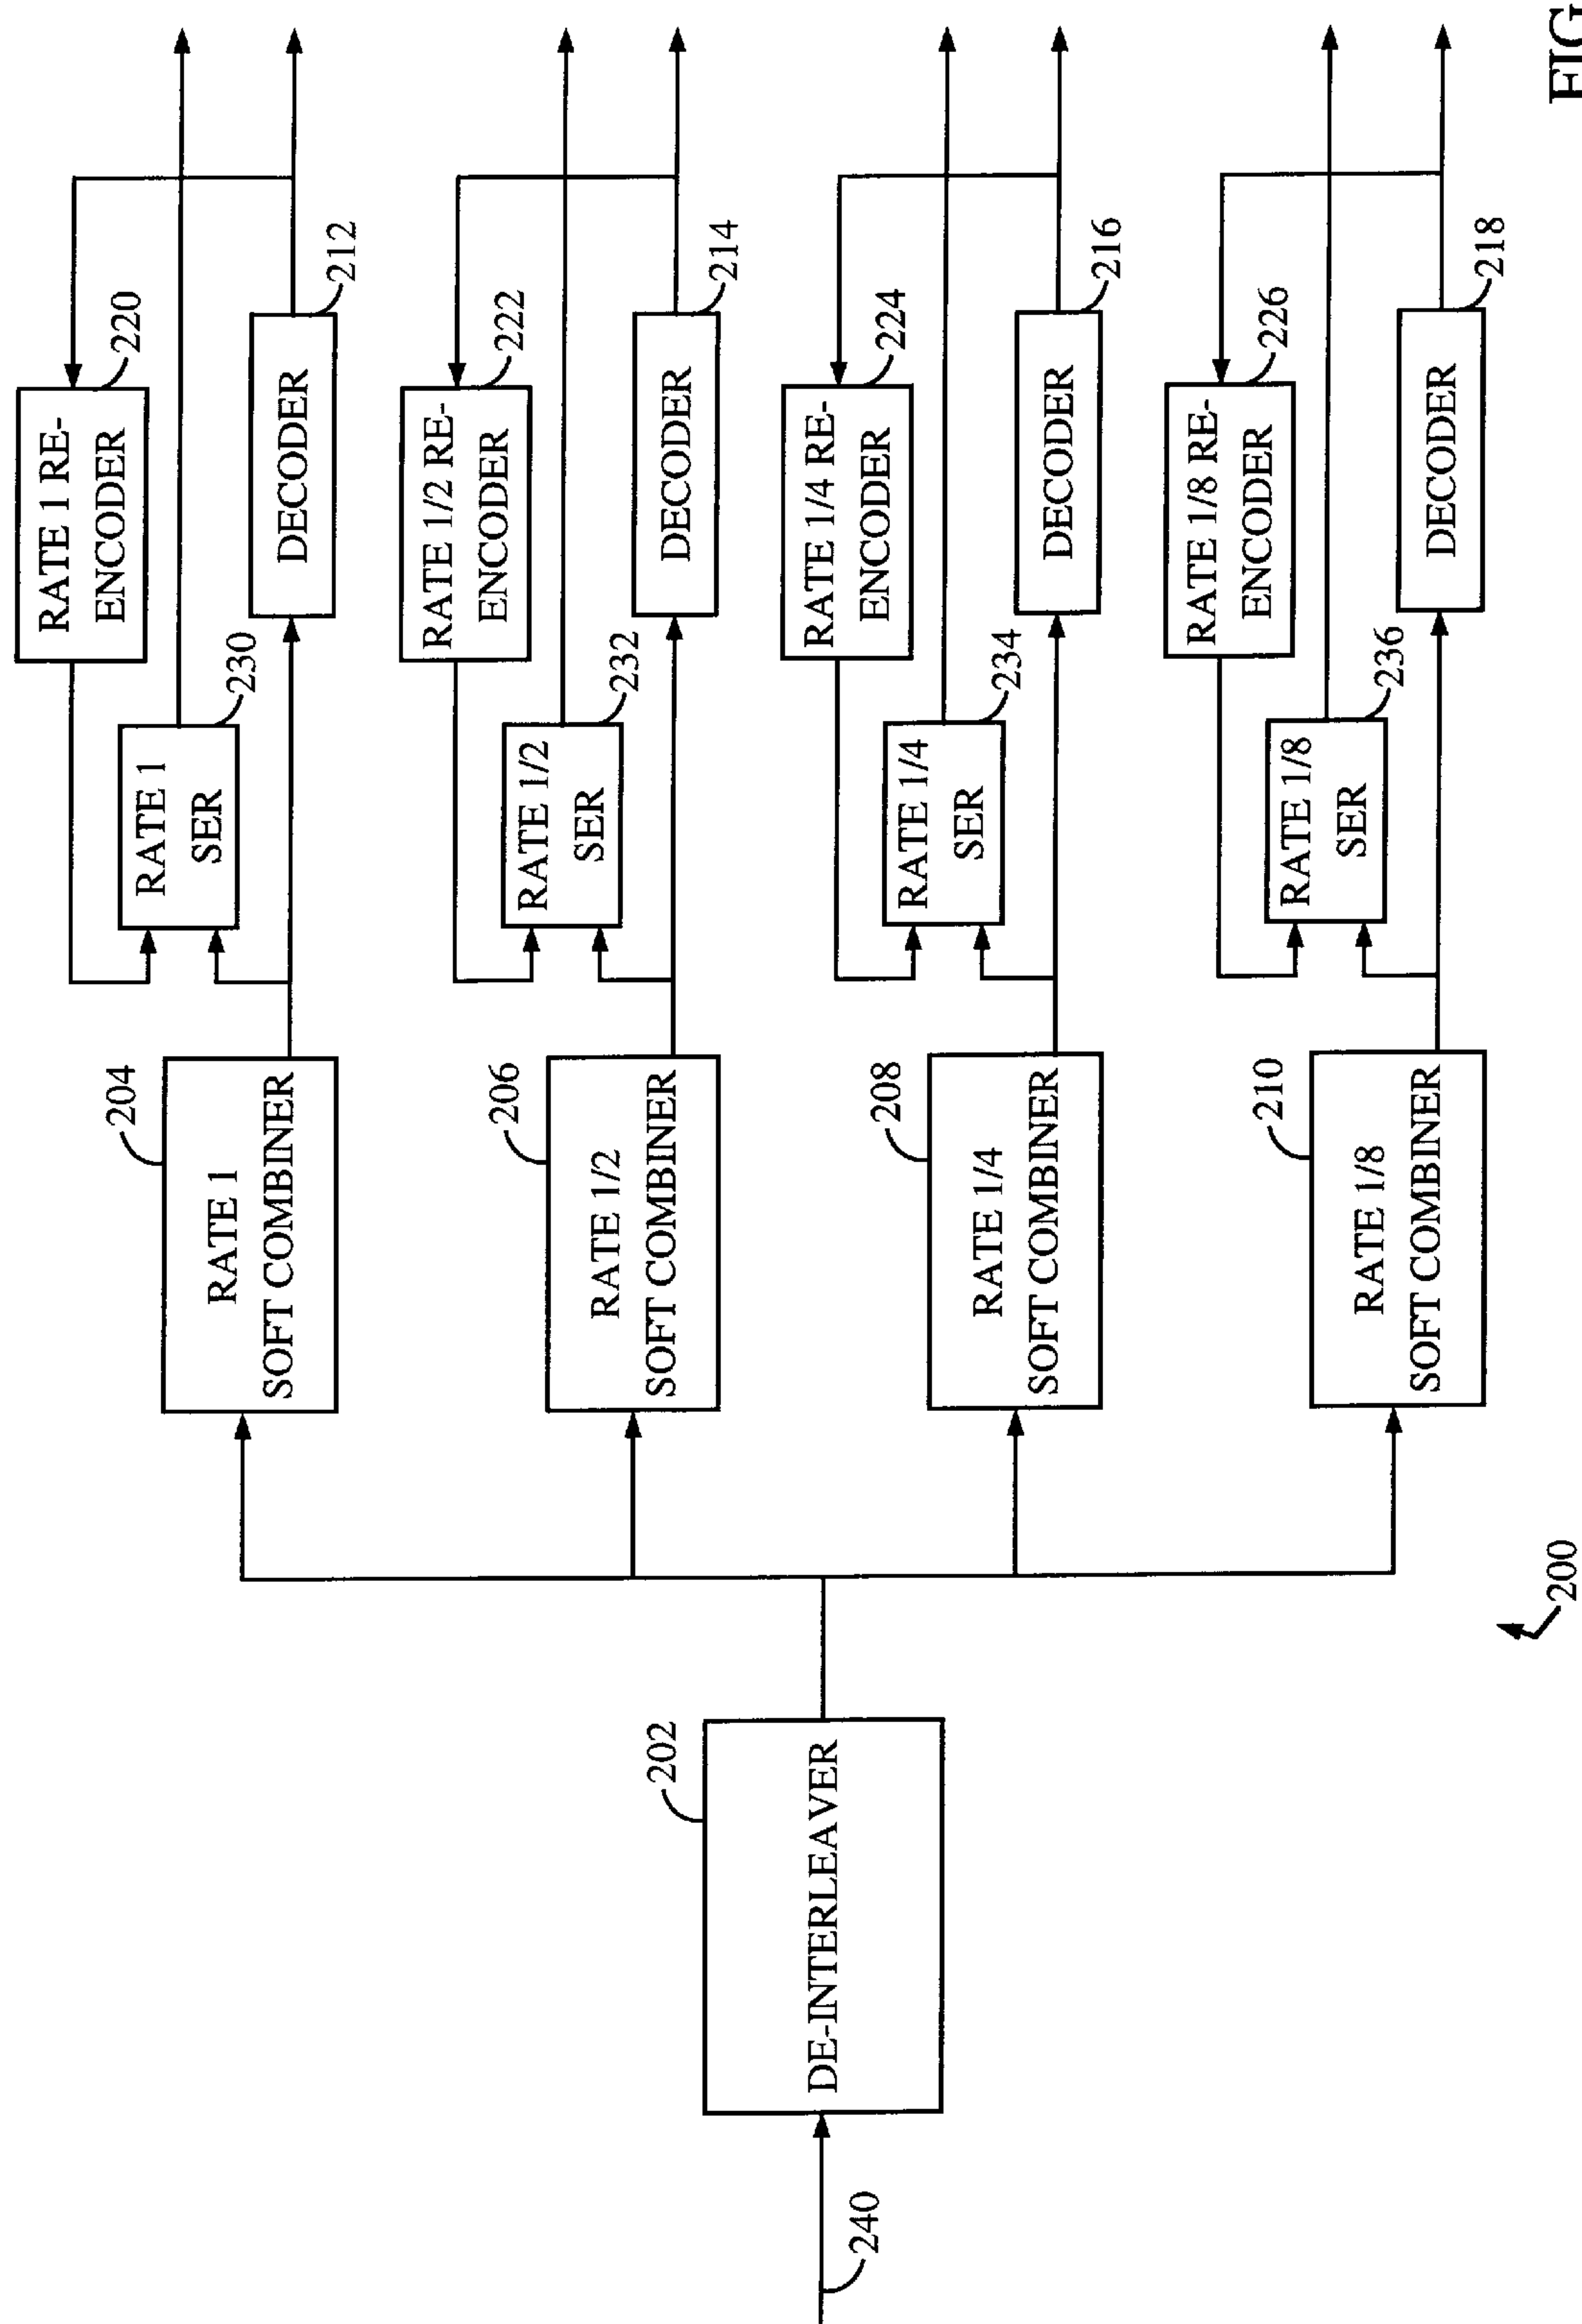 240
202
DE-INTERLEAVER
200
204
RATE 1
SOFT COMBINER
206
RATE 1/2
SOFT COMBINER
208
RATE 1/4
SOFT COMBINER
210
RATE 1/8
SOFT COMBINER
RATE 1 RE-
ENCODER
220
RATE 1
SER
230
DECODER
212
RATE 1/2 RE-
ENCODER
222
RATE 1/2
SER
232
DECODER
214
RATE 1/4 RE-
ENCODER
224
RATE 1/4
SER
234
DECODER
216
RATE 1/8 RE-
ENCODER
226
RATE 1/8
SER
236
DECODER
218
FIG